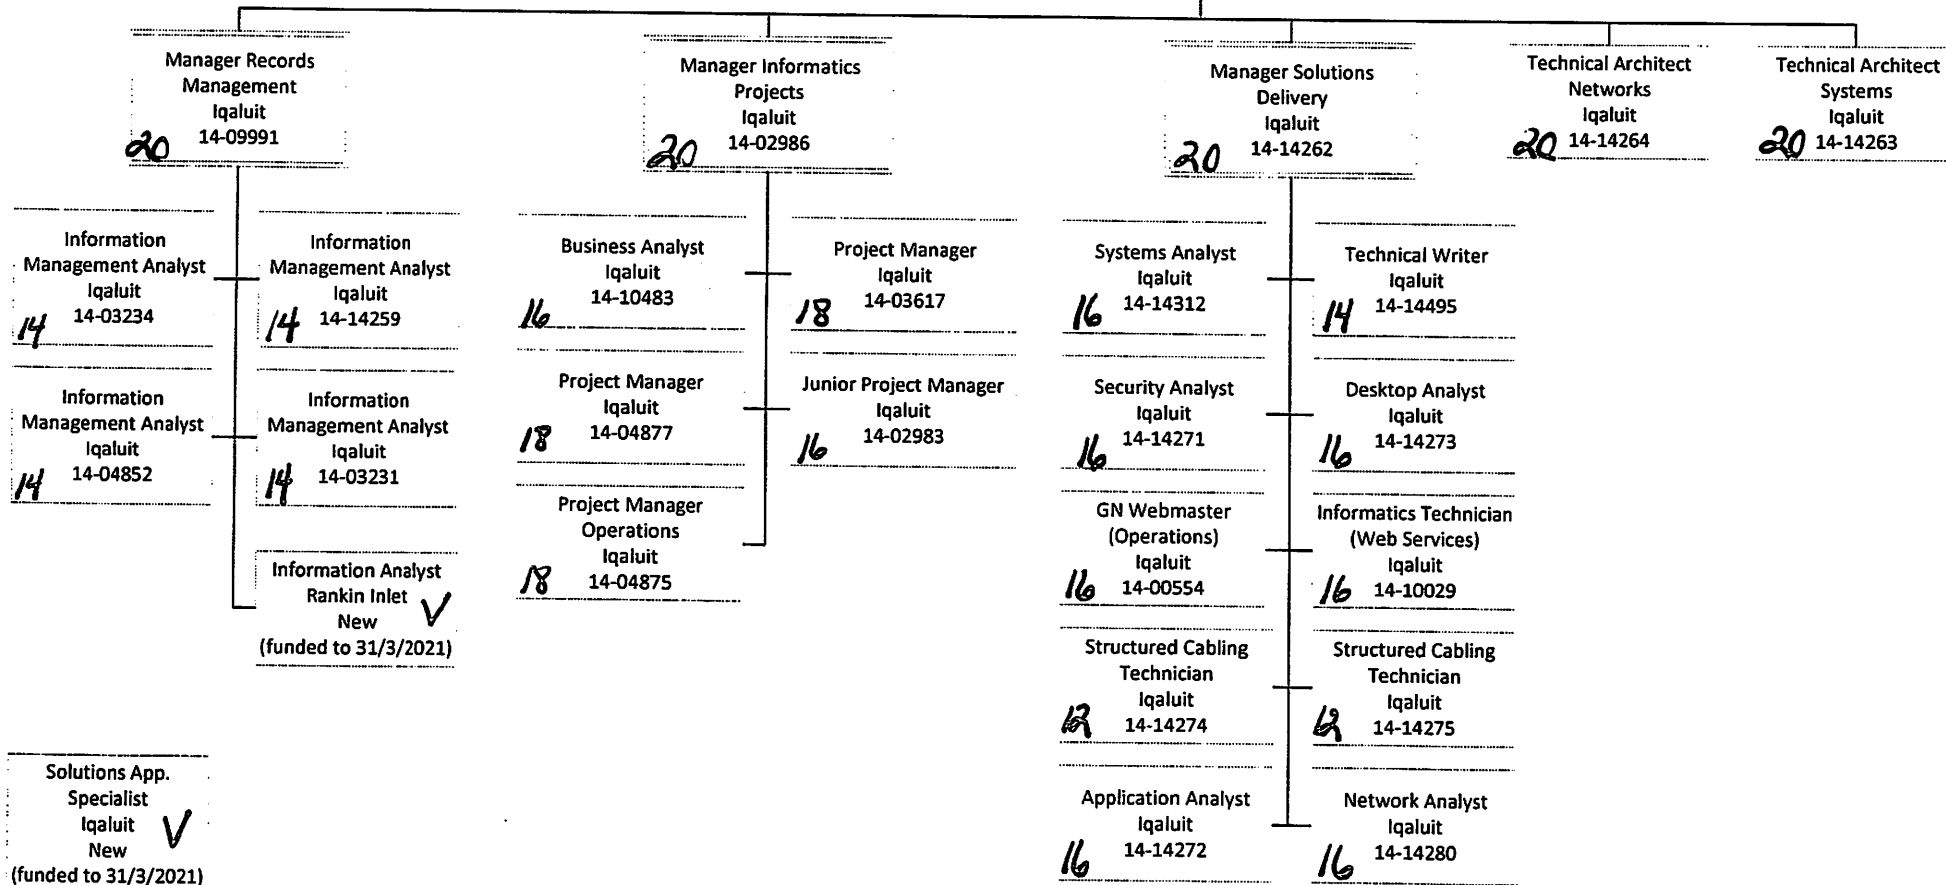 Manager Records
Management
Iqaluit
14-09991
20
Manager Informatics
Projects
Iqaluit
14-02986
20
Manager Solutions
Delivery
Iqaluit
14-14262
20
Technical Architect
Networks
Iqaluit
14-14264
20
Technical Architect
Systems
Iqaluit
14-14263
20
Information
Management Analyst
Iqaluit
14-03234
14
Information
Management Analyst
Iqaluit
14-14259
14
Information
Management Analyst
Iqaluit
14-04852
14
Information
Management Analyst
Iqaluit
14-03231
14
Information Analyst
Rankin Inlet
New
(funded to 31/3/2021)
V
Solutions App.
Specialist
Iqaluit
New
(funded to 31/3/2021)
V
Business Analyst
Iqaluit
14-10483
16
Project Manager
Iqaluit
14-03617
18
Project Manager
Iqaluit
14-04877
18
Junior Project Manager
Iqaluit
14-02983
16
Project Manager
Operations
Iqaluit
14-04875
18
Systems Analyst
Iqaluit
14-14312
16
Technical Writer
Iqaluit
14-14495
14
Security Analyst
Iqaluit
14-14271
16
Desktop Analyst
Iqaluit
14-14273
16
GN Webmaster
(Operations)
Iqaluit
14-00554
16
Informatics Technician
(Web Services)
Iqaluit
14-10029
16
Structured Cabling
Technician
Iqaluit
14-14274
12
Structured Cabling
Technician
Iqaluit
14-14275
12
Application Analyst
Iqaluit
14-14272
16
Network Analyst
Iqaluit
14-14280
16